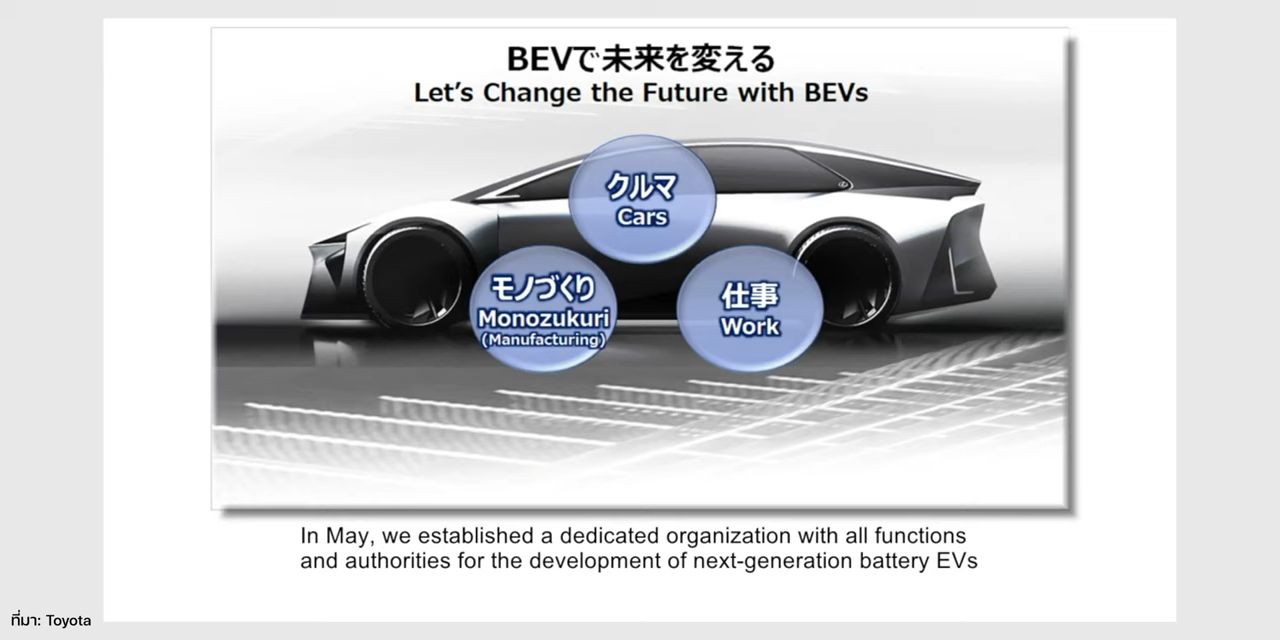 BEVで未来を変える
Let's Change the Future with BEVs
クルマ
Cars
モノづくり
Monozukuri
(Manufacturing)
仕事
Work
In May, we established a dedicated organization with all functions
and authorities for the development of next-generation battery EVs
ที่มา: Toyota